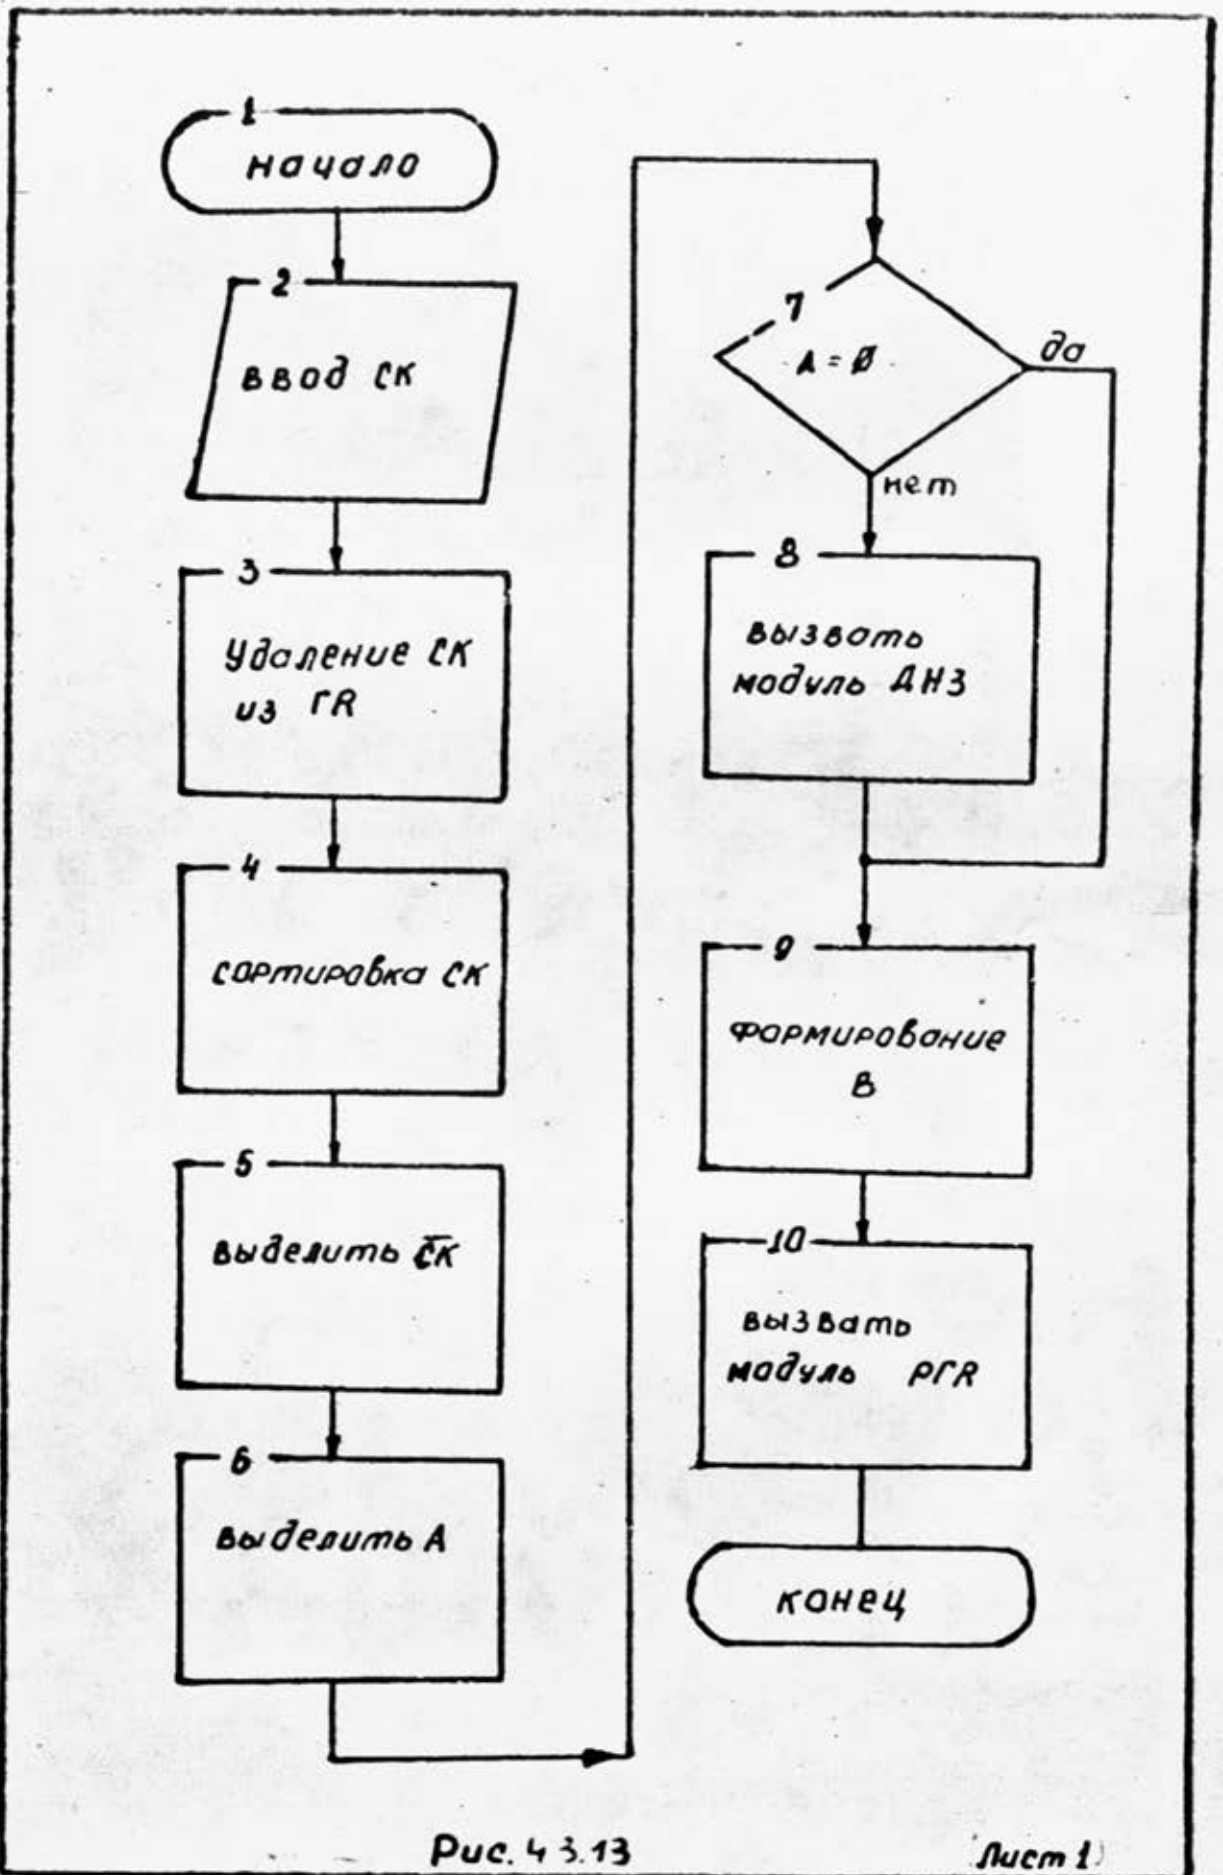 1
начало
2
ввод СК
3
Удаление СК
из ГR
4
сортировка СК
5
выделить С̄К
6
выделить А
7
А = Ø
да
нет
8
вызвать
модуль ДНЗ
9
формирование
В
10
вызвать
модуль РГR
конец
Рис. 4 3.13
Лист 1